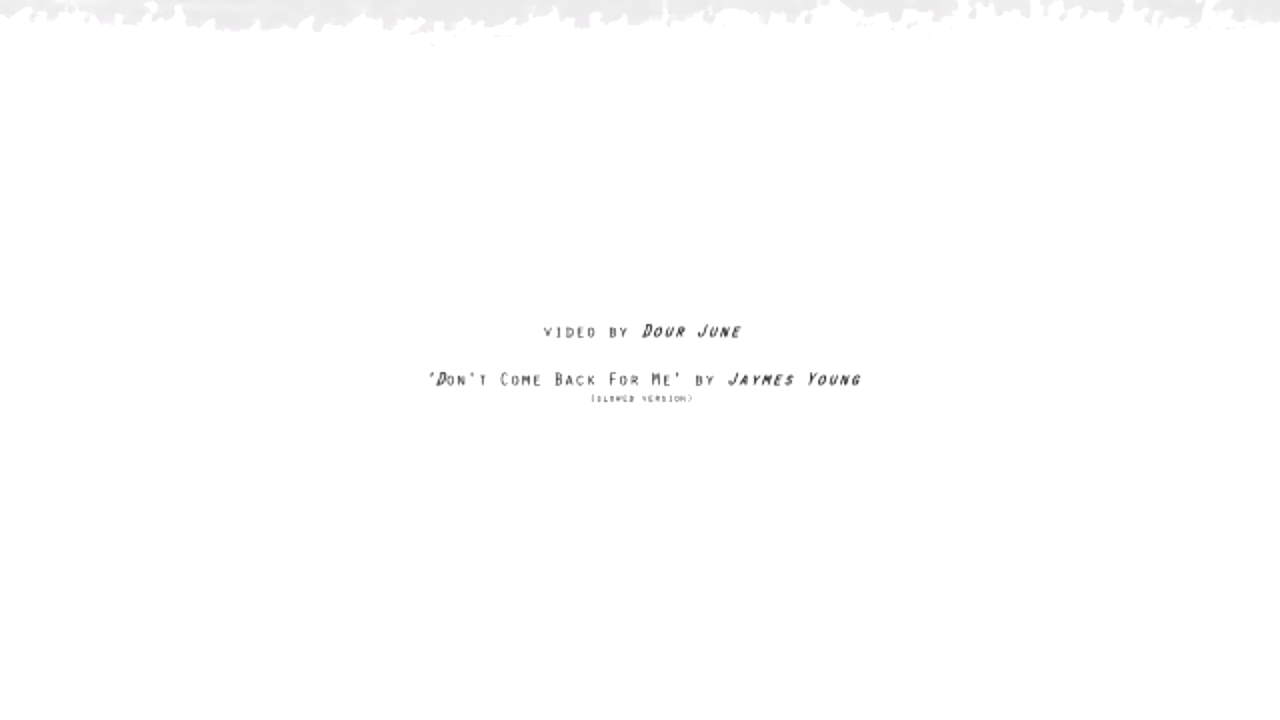 VIDEO BY DOUR JUNE
'DON'T COME BACK FOR ME' BY JAYMES YOUNG
(SLOWED VERSION)